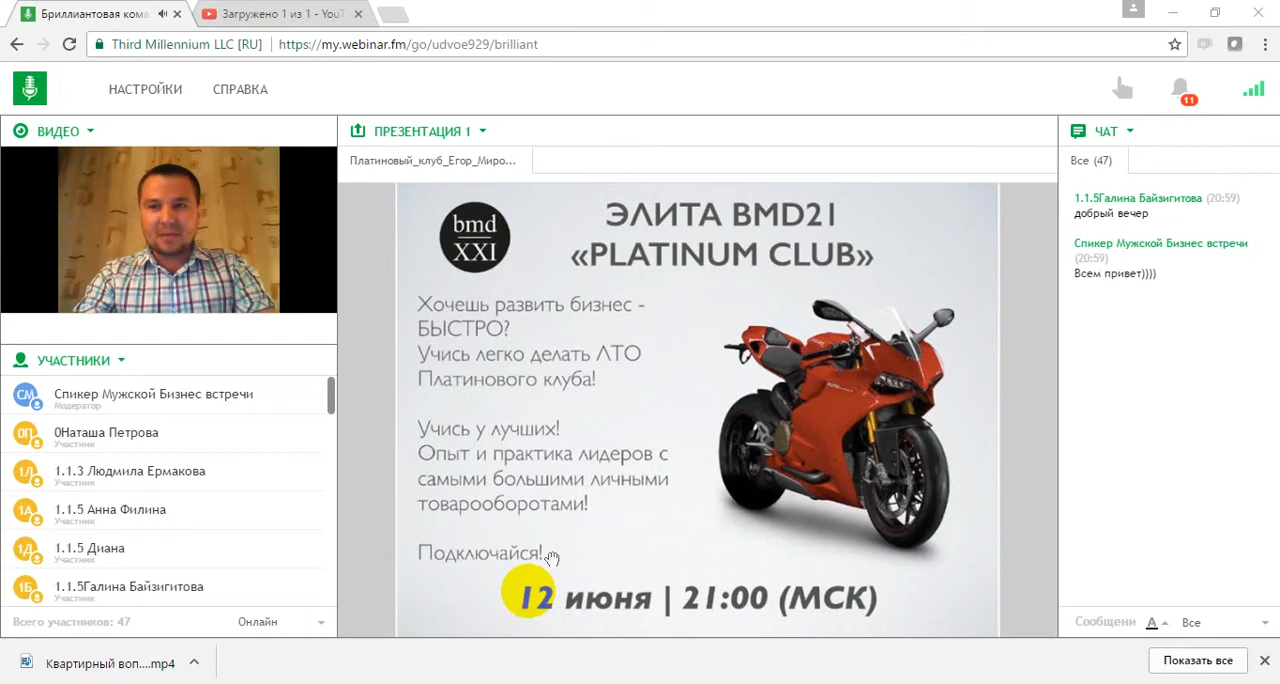 Бриллиантовая кома
Загружено 1 из 1 - YouT
Third Millennium LLC [RU]
https://my.webinar.fm/go/udvoe929/brilliant
НАСТРОЙКИ
СПРАВКА
11
ВИДЕО
УЧАСТНИКИ
СМ
Спикер Мужской Бизнес встречи
Модератор
0П
0Наташа Петрова
Участник
1Л
1.1.3 Людмила Ермакова
Участник
1А
1.1.5 Анна Филина
Участник
1Д
1.1.5 Диана
Участник
1Б
1.1.5Галина Байзигитова
Участник
Всего участников: 47
Онлайн
ПРЕЗЕНТАЦИЯ 1
Платиновый_клуб_Егор_Миро...
bmd
XXI
ЭЛИТА BMD21
«PLATINUM CLUB»
Хочешь развить бизнес -
БЫСТРО?
Учись легко делать ЛТО
Платинового клуба!
Учись у лучших!
Опыт и практика лидеров с
самыми большими личными
товарооборотами!
Подключайся!
12 июня | 21:00 (МСК)
ЧАТ
Все (47)
1.1.5Галина Байзигитова (20:59)
добрый вечер
Спикер Мужской Бизнес встречи
(20:59)
Всем привет))))
Сообщени
A
Все
Квартирный воп....mp4
Показать все